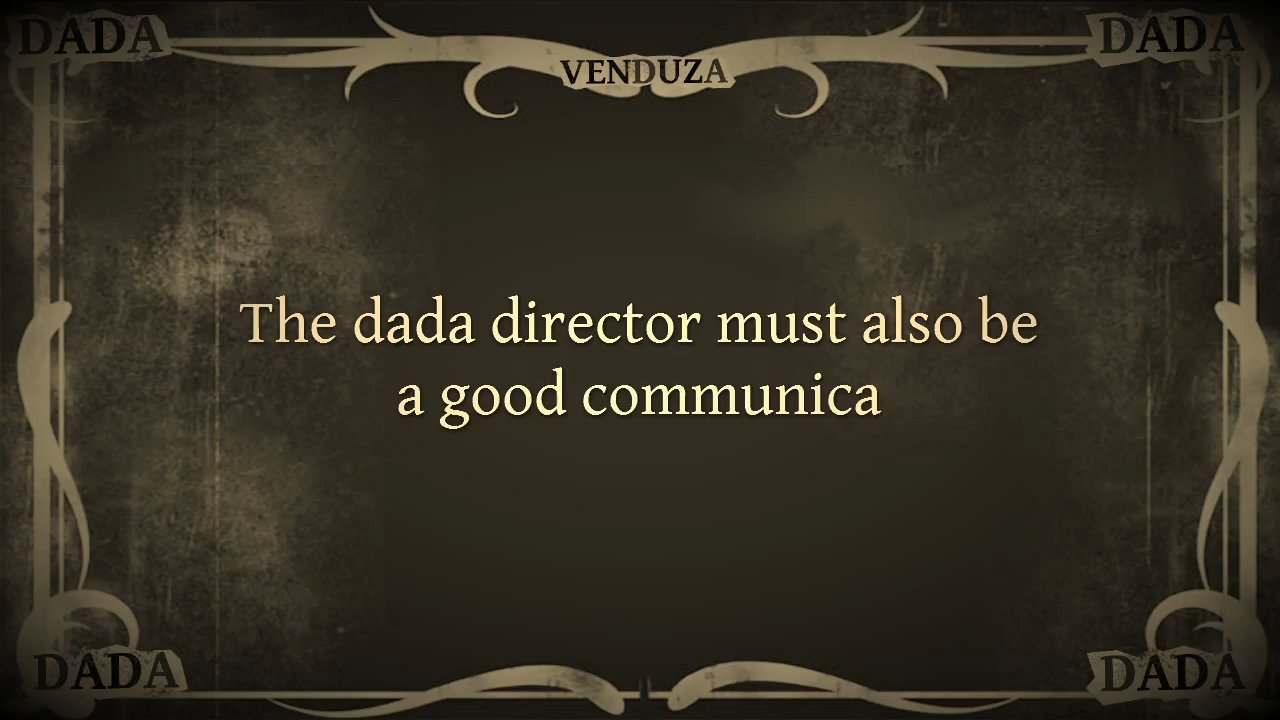 DADA
DADA
VENDUZA
The dada director must also be
a good communica
DADA
DADA